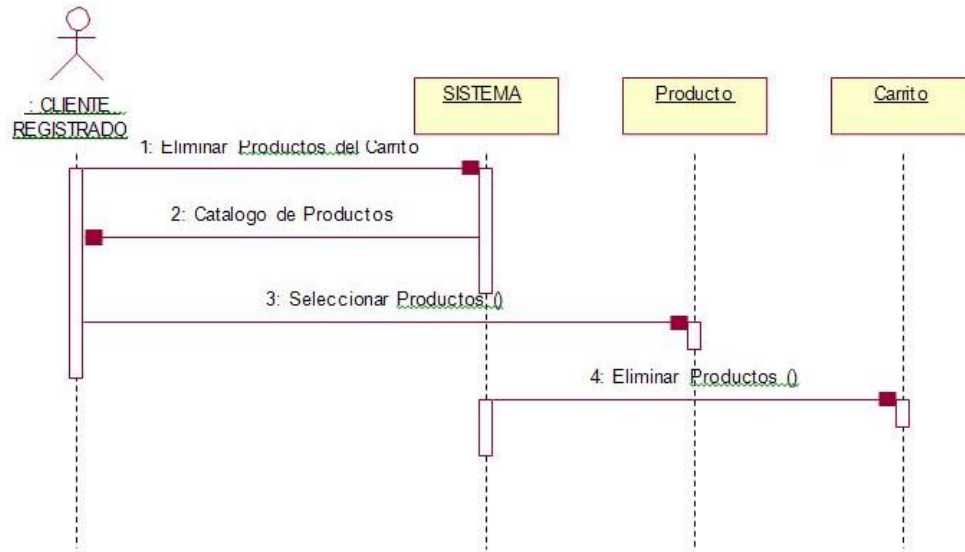 : CLIENTE
REGISTRADO
SISTEMA
Producto
Carrito
1: Eliminar Productos del Carrito
2: Catalogo de Productos
3: Seleccionar Productos ()
4: Eliminar Productos ()